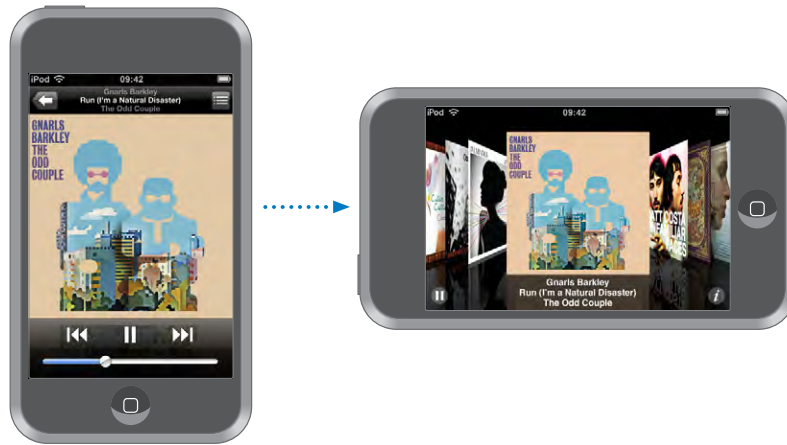 iPod 09:42
Gnarls Barkley
Run (I'm a Natural Disaster)
The Odd Couple
GNARLS
BARKLEY
THE
ODD
COUPLE
iPod 09:42
GNARLS
BARKLEY
THE
ODD
COUPLE
Gnarls Barkley
Run (I'm a Natural Disaster)
The Odd Couple
i